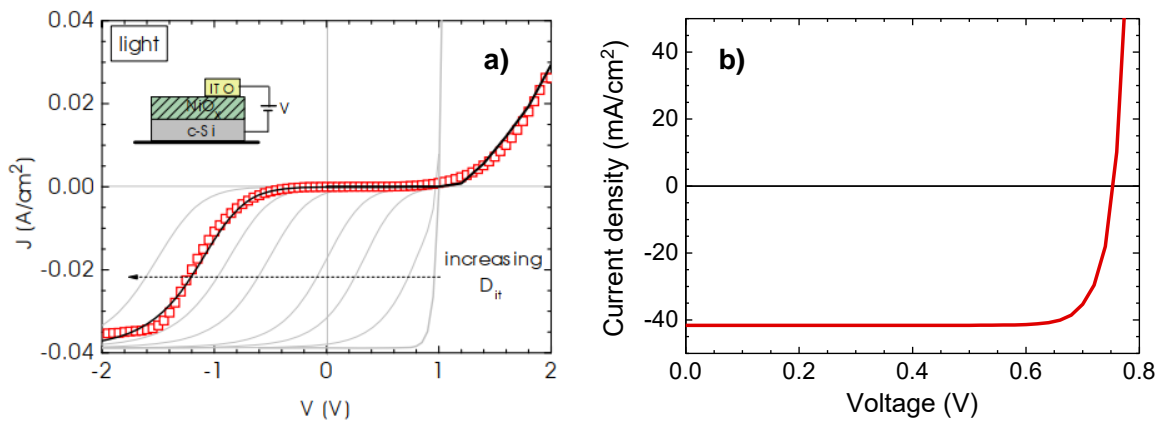 light
a)
ITO
NiOx
c-Si
V
increasing
Dit
0.04
0.02
0.00
-0.02
-0.04
-2
-1
0
1
2
J (A/cm²)
V (V)
b)
40
20
0
-20
-40
0.0
0.2
0.4
0.6
0.8
Current density (mA/cm²)
Voltage (V)